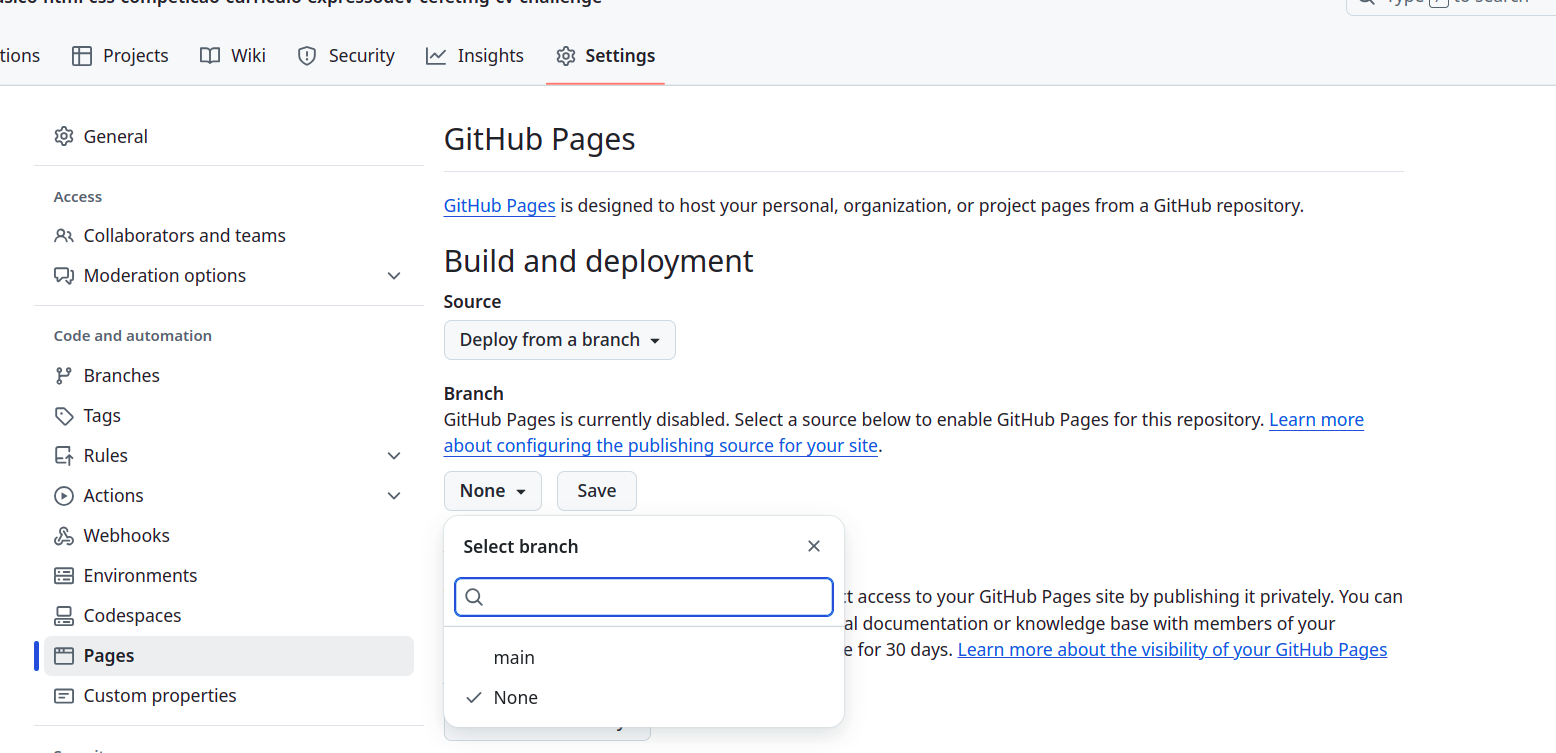 -html-css-competicao-curriculo-expressodev-cefetmg-cv-challenge
Type / to search
tions Projects Wiki Security Insights Settings
General
Access
Collaborators and teams
Moderation options
Code and automation
Branches
Tags
Rules
Actions
Webhooks
Environments
Codespaces
Pages
Custom properties
GitHub Pages
GitHub Pages is designed to host your personal, organization, or project pages from a GitHub repository.
Build and deployment
Source
Deploy from a branch
Branch
GitHub Pages is currently disabled. Select a source below to enable GitHub Pages for this repository. Learn more
about configuring the publishing source for your site.
None Save
Select branch
main
None
t access to your GitHub Pages site by publishing it privately. You can
al documentation or knowledge base with members of your
e for 30 days. Learn more about the visibility of your GitHub Pages